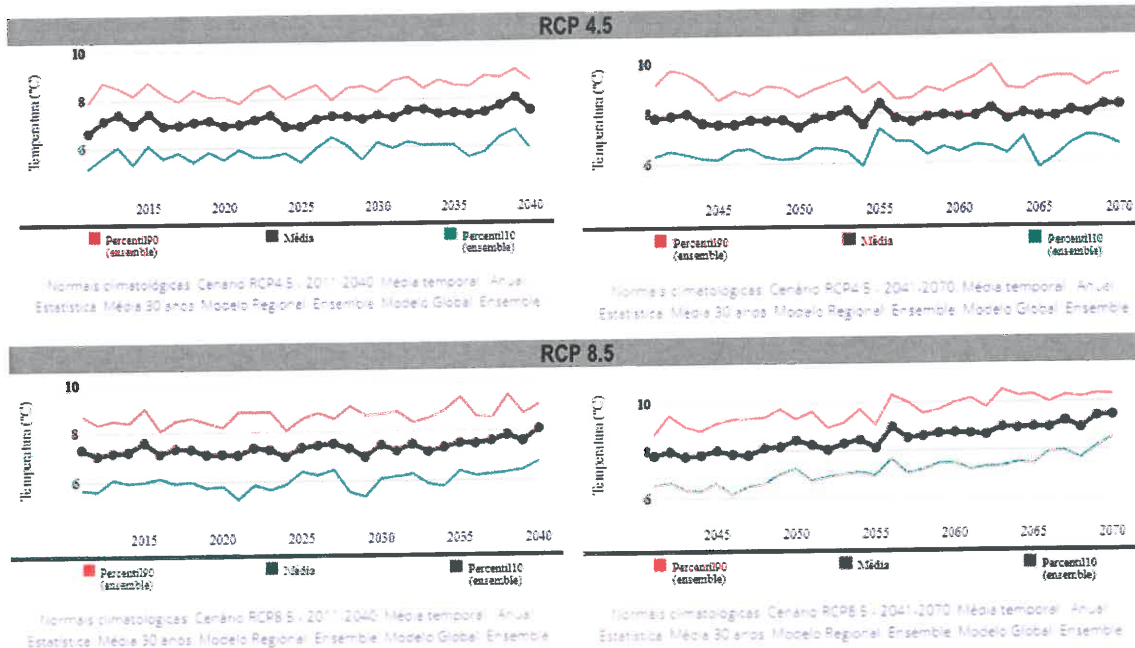 RCP 4.5
10
8
6
Temperatura (°C)
2015 2020 2025 2030 2035 2040
Percentil90 (ensemble) Média Percentil10 (ensemble)
Normais climatológicas: Cenário RCP4.5 - 2011-2040. Média temporal: Anual
Estatística: Média 30 anos. Modelo Regional: Ensemble. Modelo Global: Ensemble
10
8
6
Temperatura (°C)
2045 2050 2055 2060 2065 2070
Percentil90 (ensemble) Média Percentil10 (ensemble)
Normais climatológicas: Cenário RCP4.5 - 2041-2070. Média temporal: Anual
Estatística: Média 30 anos. Modelo Regional: Ensemble. Modelo Global: Ensemble
RCP 8.5
10
8
6
Temperatura (°C)
2015 2020 2025 2030 2035 2040
Percentil90 (ensemble) Média Percentil10 (ensemble)
Normais climatológicas: Cenário RCP8.5 - 2011-2040. Média temporal: Anual
Estatística: Média 30 anos. Modelo Regional: Ensemble. Modelo Global: Ensemble
10
8
6
Temperatura (°C)
2045 2050 2055 2060 2065 2070
Percentil90 (ensemble) Média Percentil10 (ensemble)
Normais climatológicas: Cenário RCP8.5 - 2041-2070. Média temporal: Anual
Estatística: Média 30 anos. Modelo Regional: Ensemble. Modelo Global: Ensemble